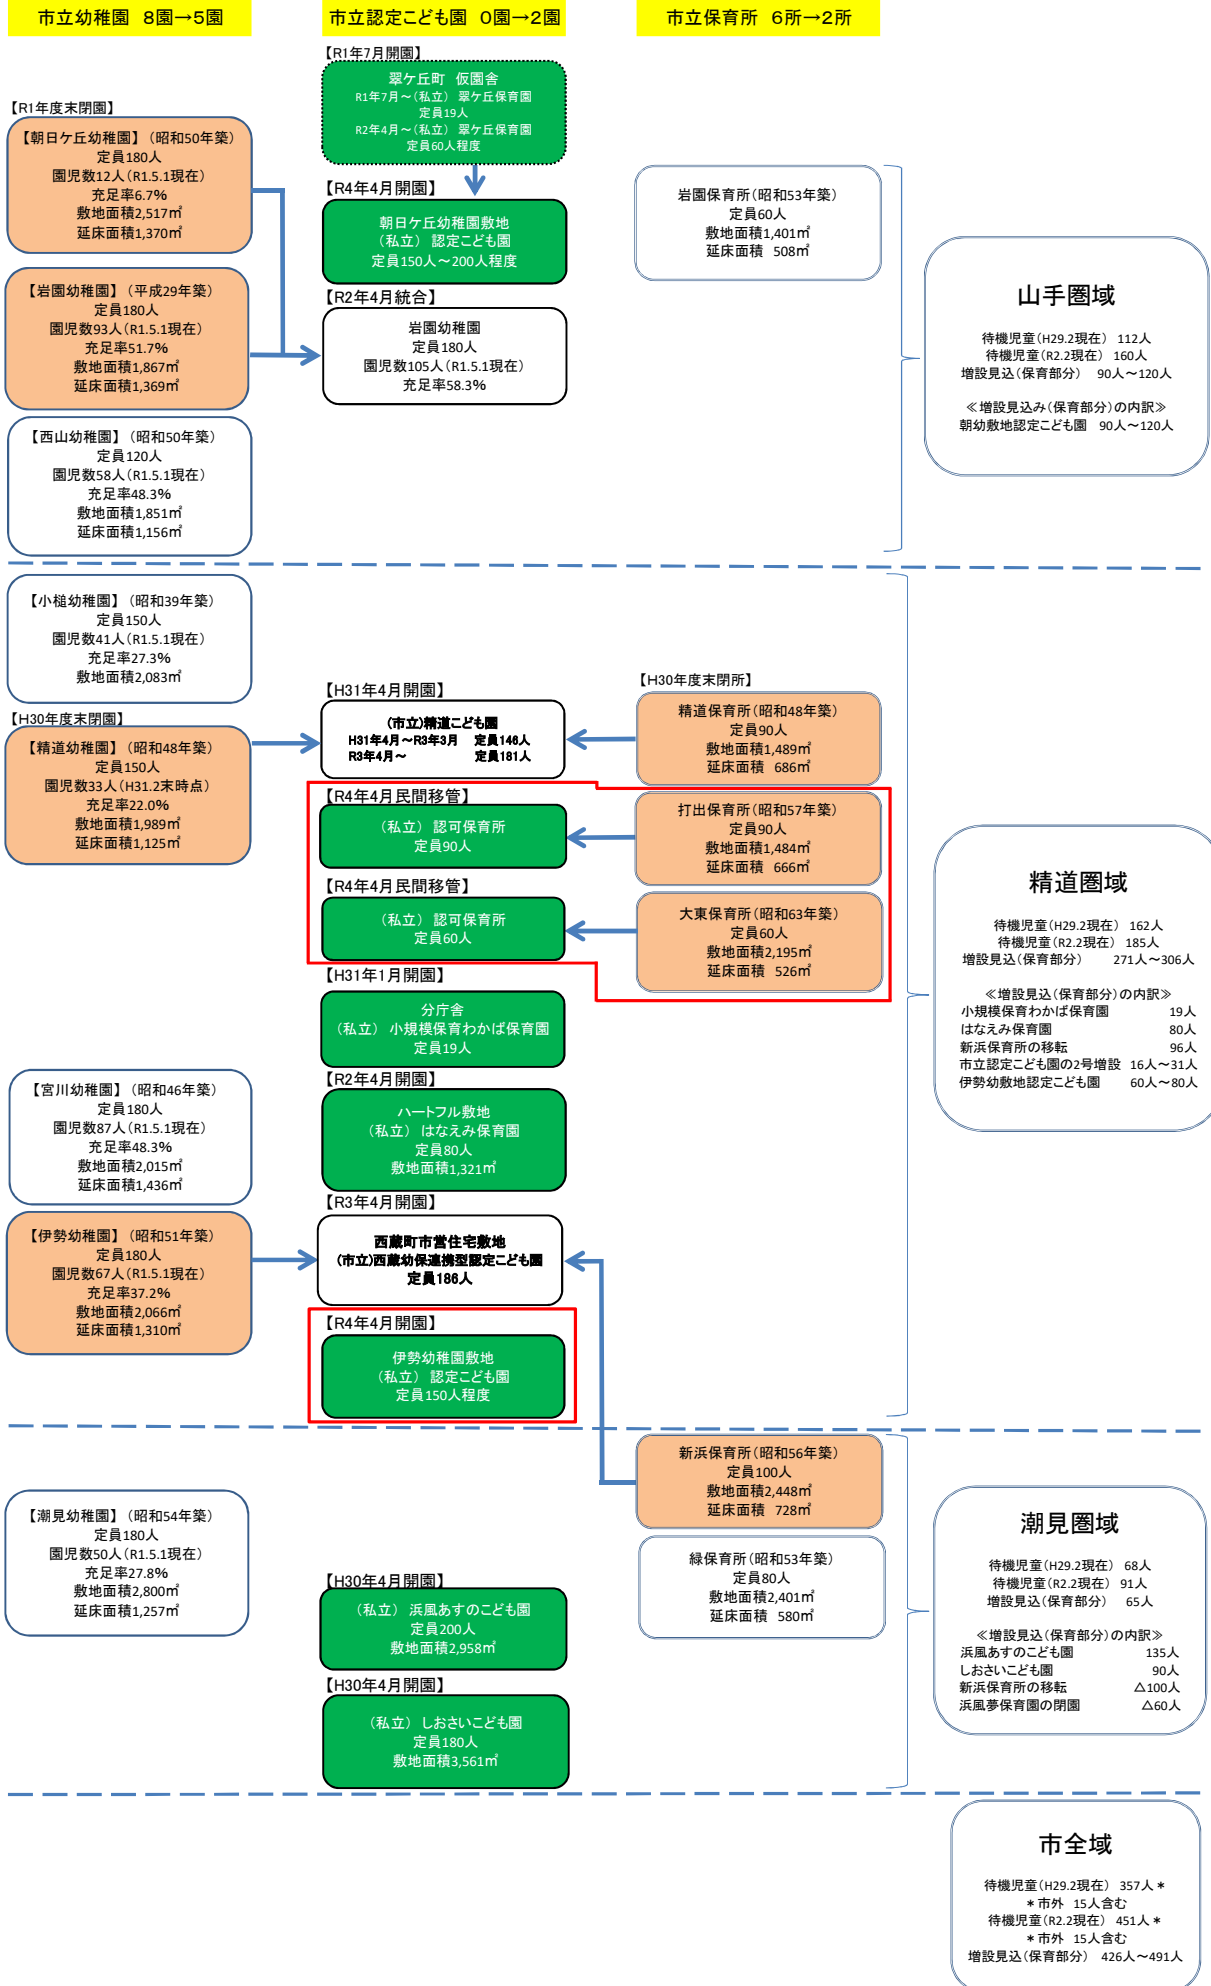 市立幼稚園 8園→5園
市立認定こども園 0園→2園
市立保育所 6所→2所
【R1年7月開園】
翠ケ丘町 仮園舎
R1年7月～(私立) 翠ケ丘保育園
定員19人
R2年4月～(私立) 翠ケ丘保育園
定員60人程度
【R1年度末閉園】
【朝日ケ丘幼稚園】(昭和50年築)
定員180人
園児数12人(R1.5.1現在)
充足率6.7%
敷地面積2,517㎡
延床面積1,370㎡
【R4年4月開園】
朝日ケ丘幼稚園敷地
(私立) 認定こども園
定員150人～200人程度
岩園保育所(昭和53年築)
定員60人
敷地面積1,401㎡
延床面積 508㎡
【岩園幼稚園】(平成29年築)
定員180人
園児数93人(R1.5.1現在)
充足率51.7%
敷地面積1,867㎡
延床面積1,369㎡
【R2年4月統合】
岩園幼稚園
定員180人
園児数105人(R1.5.1現在)
充足率58.3%
山手圏域
待機児童(H29.2現在) 112人
待機児童(R2.2現在) 160人
増設見込(保育部分) 90人～120人
≪増設見込み(保育部分)の内訳≫
朝幼敷地認定こども園 90人～120人
【西山幼稚園】(昭和50年築)
定員120人
園児数58人(R1.5.1現在)
充足率48.3%
敷地面積1,851㎡
延床面積1,156㎡
【小槌幼稚園】(昭和39年築)
定員150人
園児数41人(R1.5.1現在)
充足率27.3%
敷地面積2,083㎡
【H30年度末閉園】
【精道幼稚園】(昭和48年築)
定員150人
園児数33人(H31.2末時点)
充足率22.0%
敷地面積1,989㎡
延床面積1,125㎡
【H31年4月開園】
(市立)精道こども園
H31年4月～R3年3月 定員146人
R3年4月～ 定員181人
【H30年度末閉所】
精道保育所(昭和48年築)
定員90人
敷地面積1,489㎡
延床面積 686㎡
【R4年4月民間移管】
(私立) 認可保育所
定員90人
打出保育所(昭和57年築)
定員90人
敷地面積1,484㎡
延床面積 666㎡
【R4年4月民間移管】
(私立) 認可保育所
定員60人
大東保育所(昭和63年築)
定員60人
敷地面積2,195㎡
延床面積 526㎡
【H31年1月開園】
分庁舎
(私立) 小規模保育わかば保育園
定員19人
精道圏域
待機児童(H29.2現在) 162人
待機児童(R2.2現在) 185人
増設見込(保育部分) 271人～306人
≪増設見込(保育部分)の内訳≫
小規模保育わかば保育園 19人
はなえみ保育園 80人
新浜保育所の移転 96人
市立認定こども園の2号増設 16人～31人
伊勢幼敷地認定こども園 60人～80人
【宮川幼稚園】(昭和46年築)
定員180人
園児数87人(R1.5.1現在)
充足率48.3%
敷地面積2,015㎡
延床面積1,436㎡
【R2年4月開園】
ハートフル敷地
(私立) はなえみ保育園
定員80人
敷地面積1,321㎡
【伊勢幼稚園】(昭和51年築)
定員180人
園児数67人(R1.5.1現在)
充足率37.2%
敷地面積2,066㎡
延床面積1,310㎡
【R3年4月開園】
西蔵町市営住宅敷地
(市立)西蔵幼保連携型認定こども園
定員186人
【R4年4月開園】
伊勢幼稚園敷地
(私立) 認定こども園
定員150人程度
新浜保育所(昭和56年築)
定員100人
敷地面積2,448㎡
延床面積 728㎡
【潮見幼稚園】(昭和54年築)
定員180人
園児数50人(R1.5.1現在)
充足率27.8%
敷地面積2,800㎡
延床面積1,257㎡
緑保育所(昭和53年築)
定員80人
敷地面積2,401㎡
延床面積 580㎡
【H30年4月開園】
(私立) 浜風あすのこども園
定員200人
敷地面積2,958㎡
【H30年4月開園】
(私立) しおさいこども園
定員180人
敷地面積3,561㎡
潮見圏域
待機児童(H29.2現在) 68人
待機児童(R2.2現在) 91人
増設見込(保育部分) 65人
≪増設見込(保育部分)の内訳≫
浜風あすのこども園 135人
しおさいこども園 90人
新浜保育所の移転 △100人
浜風夢保育園の閉園 △60人
市全域
待機児童(H29.2現在) 357人＊
＊市外 15人含む
待機児童(R2.2現在) 451人＊
＊市外 15人含む
増設見込(保育部分) 426人～491人